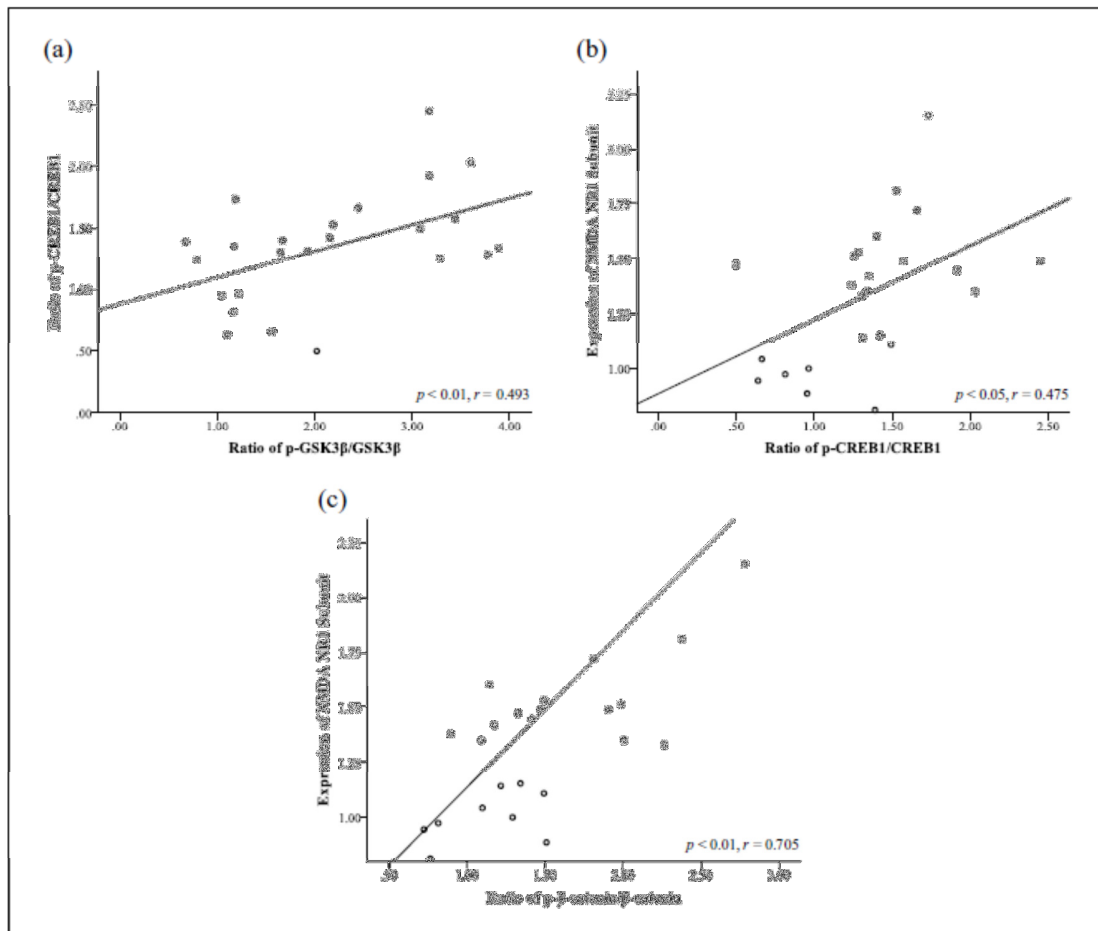 (a)
2.50
2.00
1.50
1.00
.50
.00
Ratio of p-CREB1/CREB1
p < 0.01, r = 0.493
.00 1.00 2.00 3.00 4.00
Ratio of p-GSK3β/GSK3β
(b)
2.25
2.00
1.75
1.50
1.25
1.00
Expression of NMDA NR1 Subunit
p < 0.05, r = 0.475
.00 .50 1.00 1.50 2.00 2.50
Ratio of p-CREB1/CREB1
(c)
2.25
2.00
1.75
1.50
1.25
1.00
Expression of NMDA NR1 Subunit
p < 0.01, r = 0.705
.50 1.00 1.50 2.00 2.50 3.00
Ratio of p-β-catenin/β-catenin